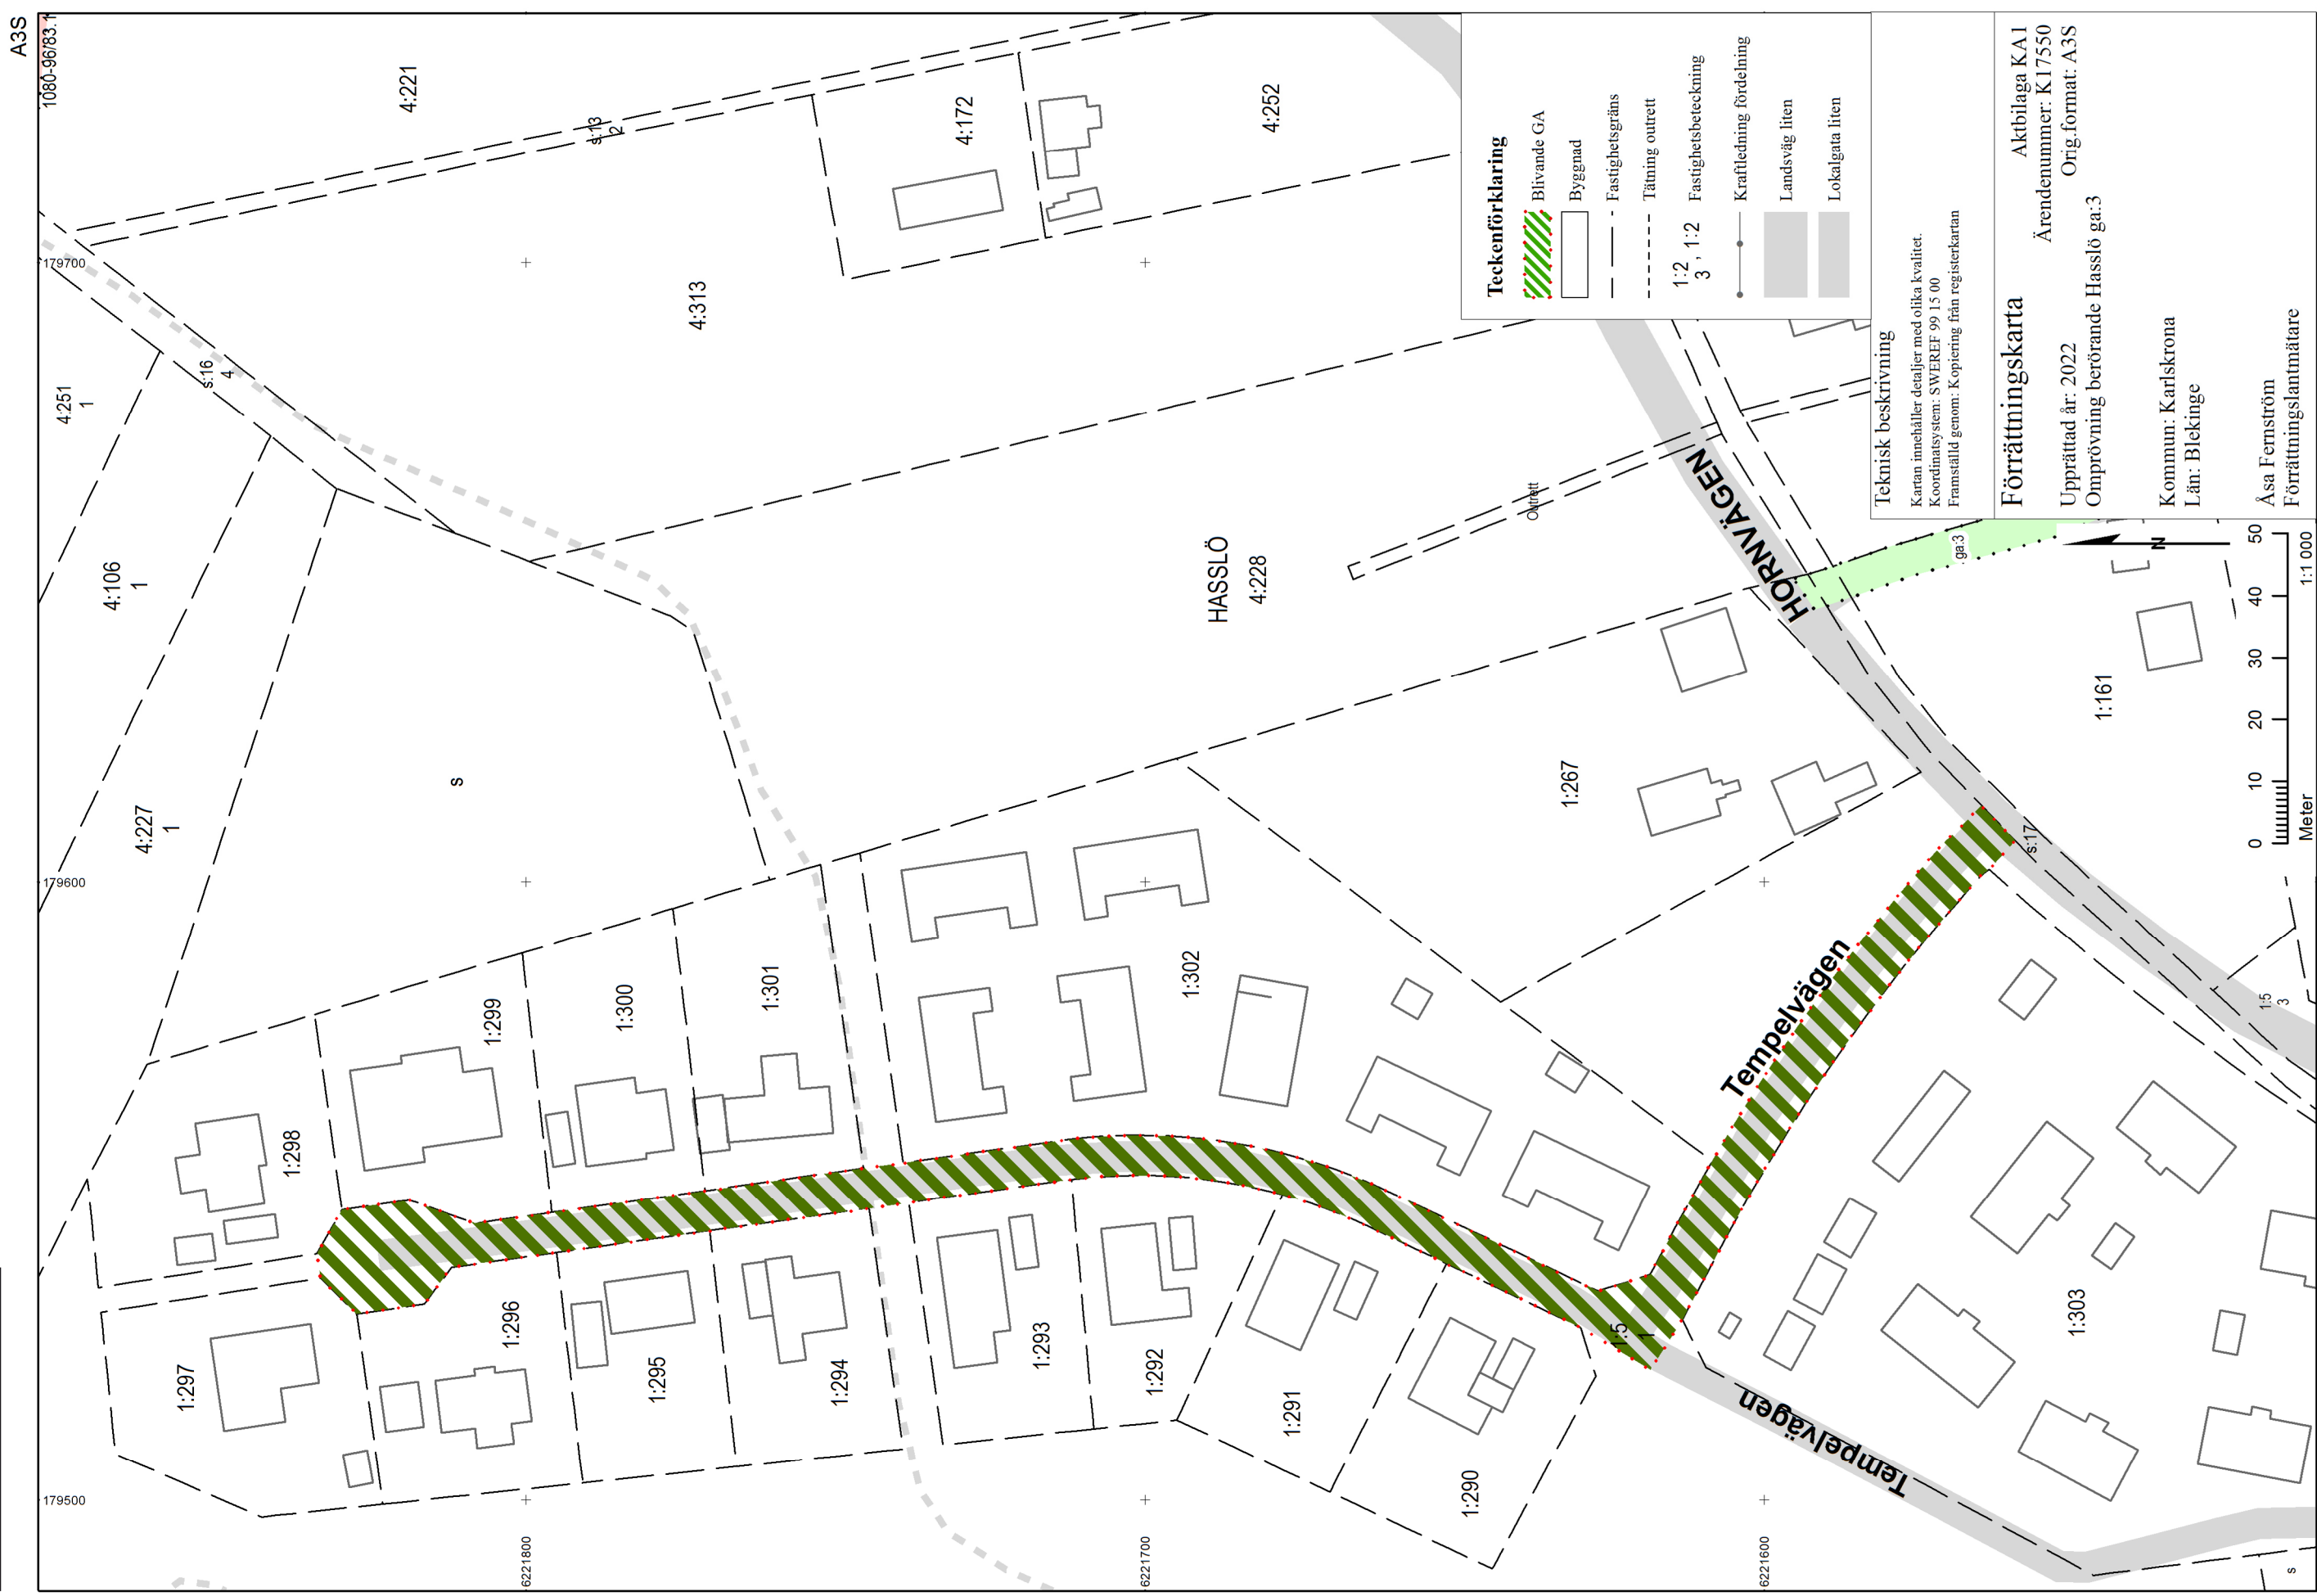 A3S
1080-96/83.1
179700
179600
179500
6221800
6221700
6221600
4:221
s:13
2
4:172
4:252
4:313
4:251
1
s:16
4
4:106
1
4:227
1
s
HASSLÖ
4:228
Outrett
HORNVÄGEN
ga:3
1:161
1:267
s:17
1:5
3
1:298
1:299
1:300
1:301
1:302
Tempelvägen
1:297
1:296
1:295
1:294
1:293
1:292
1:291
1:290
1:5
1
1:303
Tempelvägen
s
Teckenförklaring
Blivande GA
Byggnad
Fastighetsgräns
Tätning outrett
1:2
3 , 1:2 Fastighetsbeteckning
Kraftledning fördelning
Landsväg liten
Lokalgata liten
Teknisk beskrivning
Kartan innehåller detaljer med olika kvalitet.
Koordinatsystem: SWEREF 99 15 00
Framställd genom: Kopiering från registerkartan
Förrättningskarta
Aktbilaga KA1
Ärendenummer: K17550
Orig.format: A3S
Upprättad år: 2022
Omprövning berörande Hasslö ga:3
Kommun: Karlskrona
Län: Blekinge
Åsa Fernström
Förrättningslantmätare
N
0 10 20 30 40 50
Meter
1:1 000